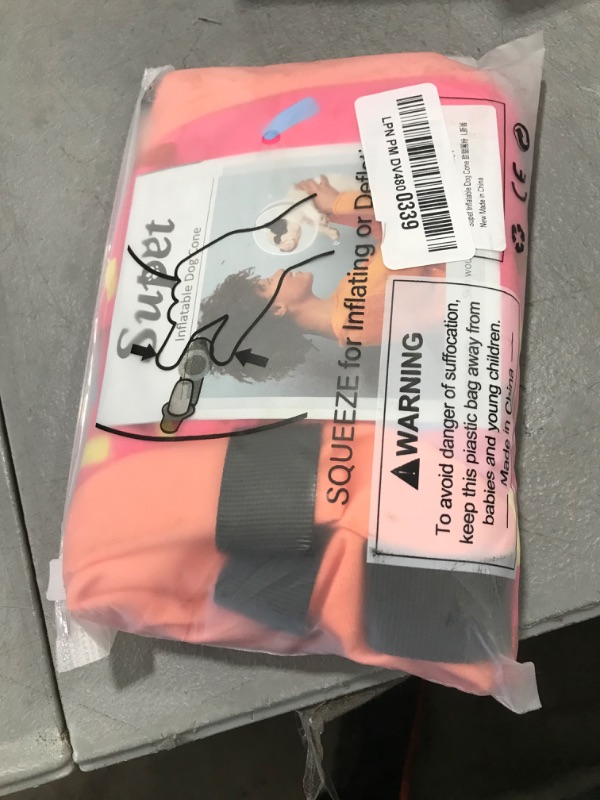 Supet
Inflatable Dog Cone
SQUEEZE for Inflating or Deflati
LPN PM DV480 0339
Supet Inflatable Dog Cone
New Made in China
CE
WARNING
To avoid danger of suffocation,
keep this plastic bag away from
babies and young children.
Made in China